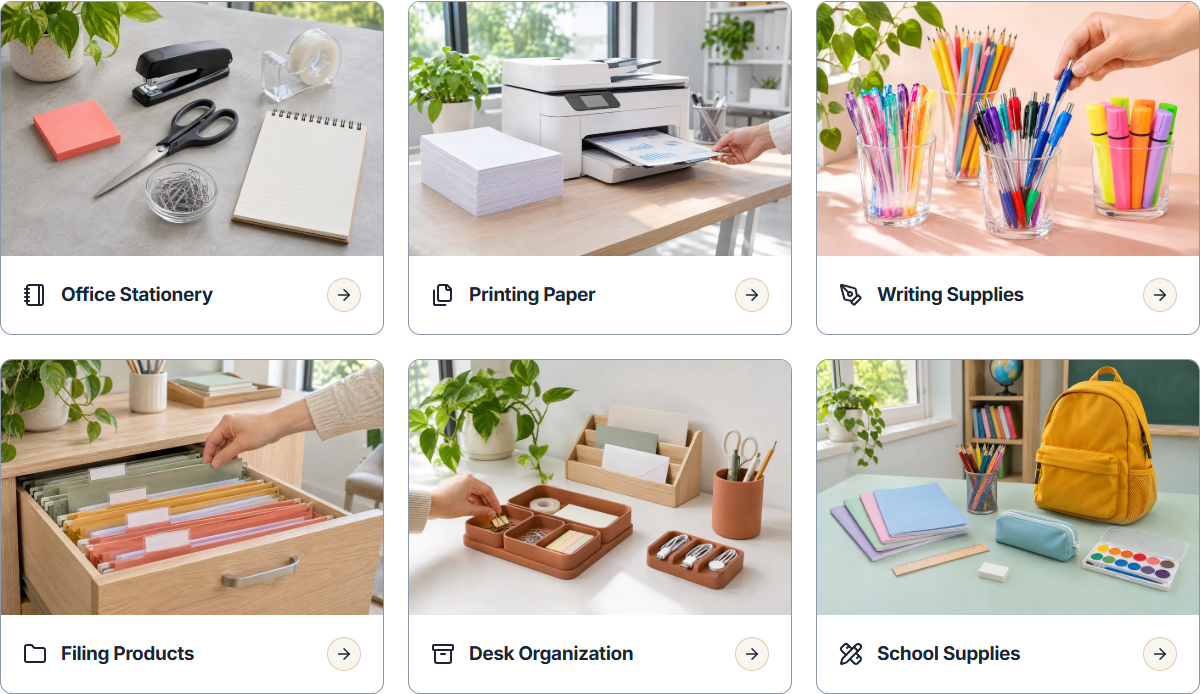 Office Stationery
Printing Paper
Writing Supplies
Filing Products
Desk Organization
School Supplies